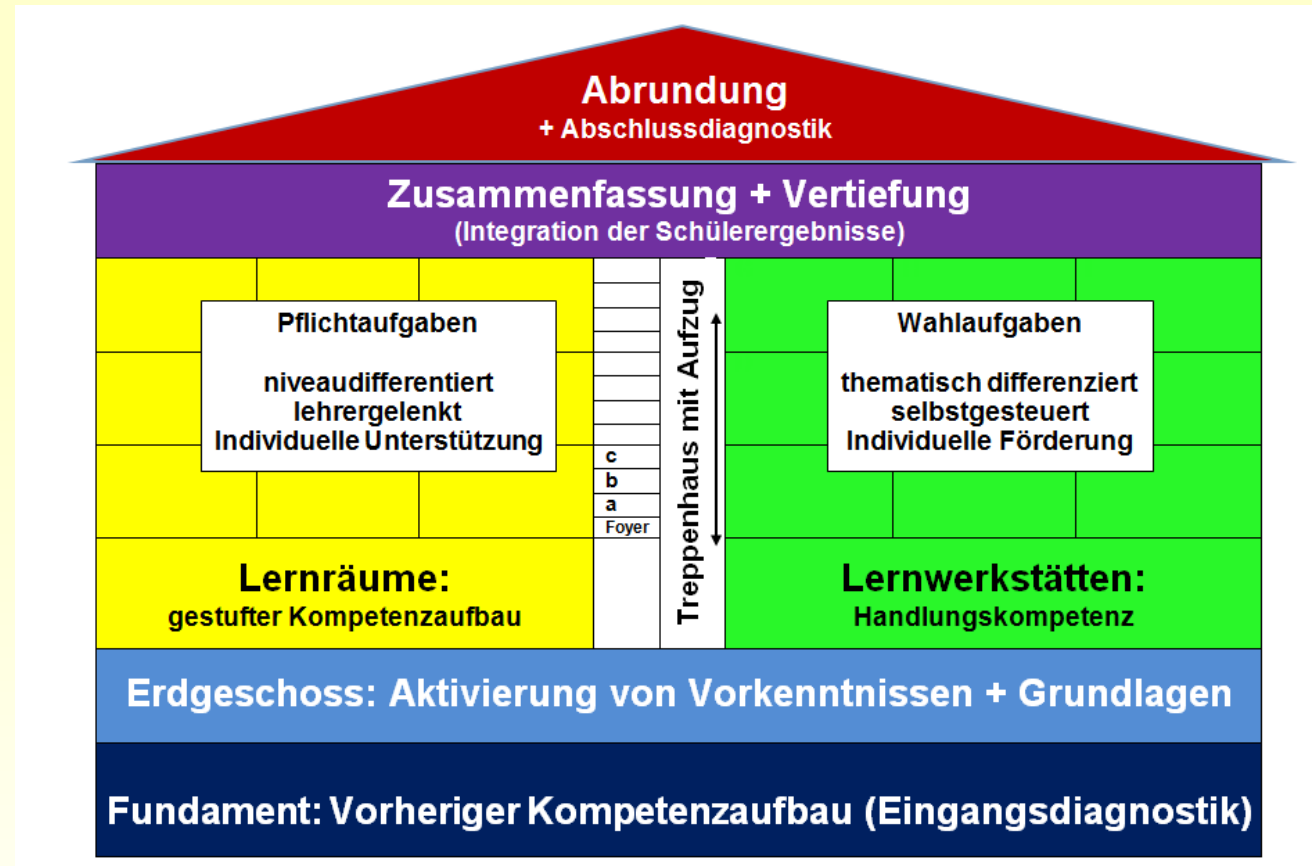 Abrundung
+ Abschlussdiagnostik
Zusammenfassung + Vertiefung
(Integration der Schülerergebnisse)
Pflichtaufgaben
niveaudifferentiert
lehrergelenkt
Individuelle Unterstützung
c
b
a
Foyer
Treppenhaus mit Aufzug
Wahlaufgaben
thematisch differenziert
selbstgesteuert
Individuelle Förderung
Lernräume:
gestufter Kompetenzaufbau
Lernwerkstätten:
Handlungskompetenz
Erdgeschoss: Aktivierung von Vorkenntnissen + Grundlagen
Fundament: Vorheriger Kompetenzaufbau (Eingangsdiagnostik)